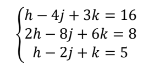 h - 4j + 3k = 16
2h - 8j + 6k = 8
h - 2j + k = 5